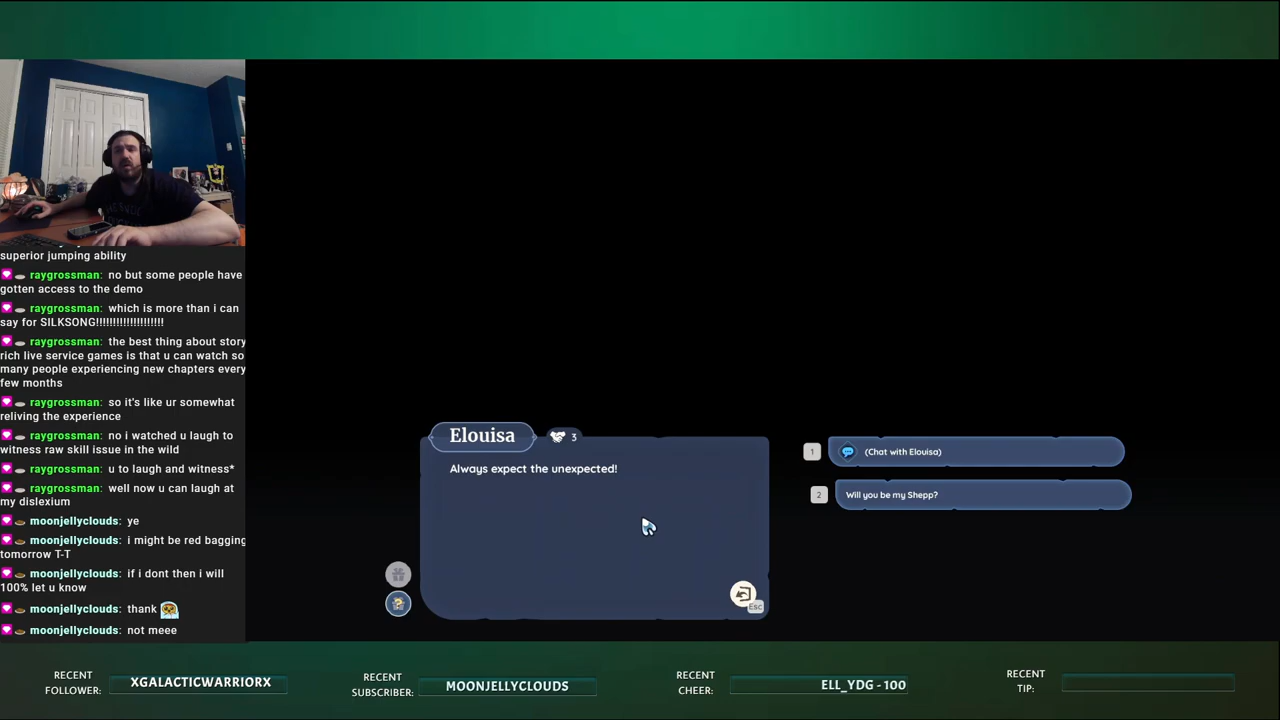 superior jumping ability
raygrossman: no but some people have
gotten access to the demo
raygrossman: which is more than i can
say for SILKSONG!!!!!!!!!!!!!!!!!!!!
raygrossman: the best thing about story
rich live service games is that u can watch so
many people experiencing new chapters every
few months
raygrossman: so it's like ur somewhat
reliving the experience
raygrossman: no i watched u laugh to
witness raw skill issue in the wild
raygrossman: u to laugh and witness*
raygrossman: well now u can laugh at
my dislexium
moonjellyclouds: ye
moonjellyclouds: i might be red bagging
tomorrow T-T
moonjellyclouds: if i dont then i will
100% let u know
moonjellyclouds: thank
moonjellyclouds: not meee
Elouisa
3
Always expect the unexpected!
Esc
1
(Chat with Elouisa)
2
Will you be my Shepp?
RECENT
FOLLOWER:
XGALACTICWARRIORX
RECENT
SUBSCRIBER:
MOONJELLYCLOUDS
RECENT
CHEER:
ELL_YDG - 100
RECENT
TIP: